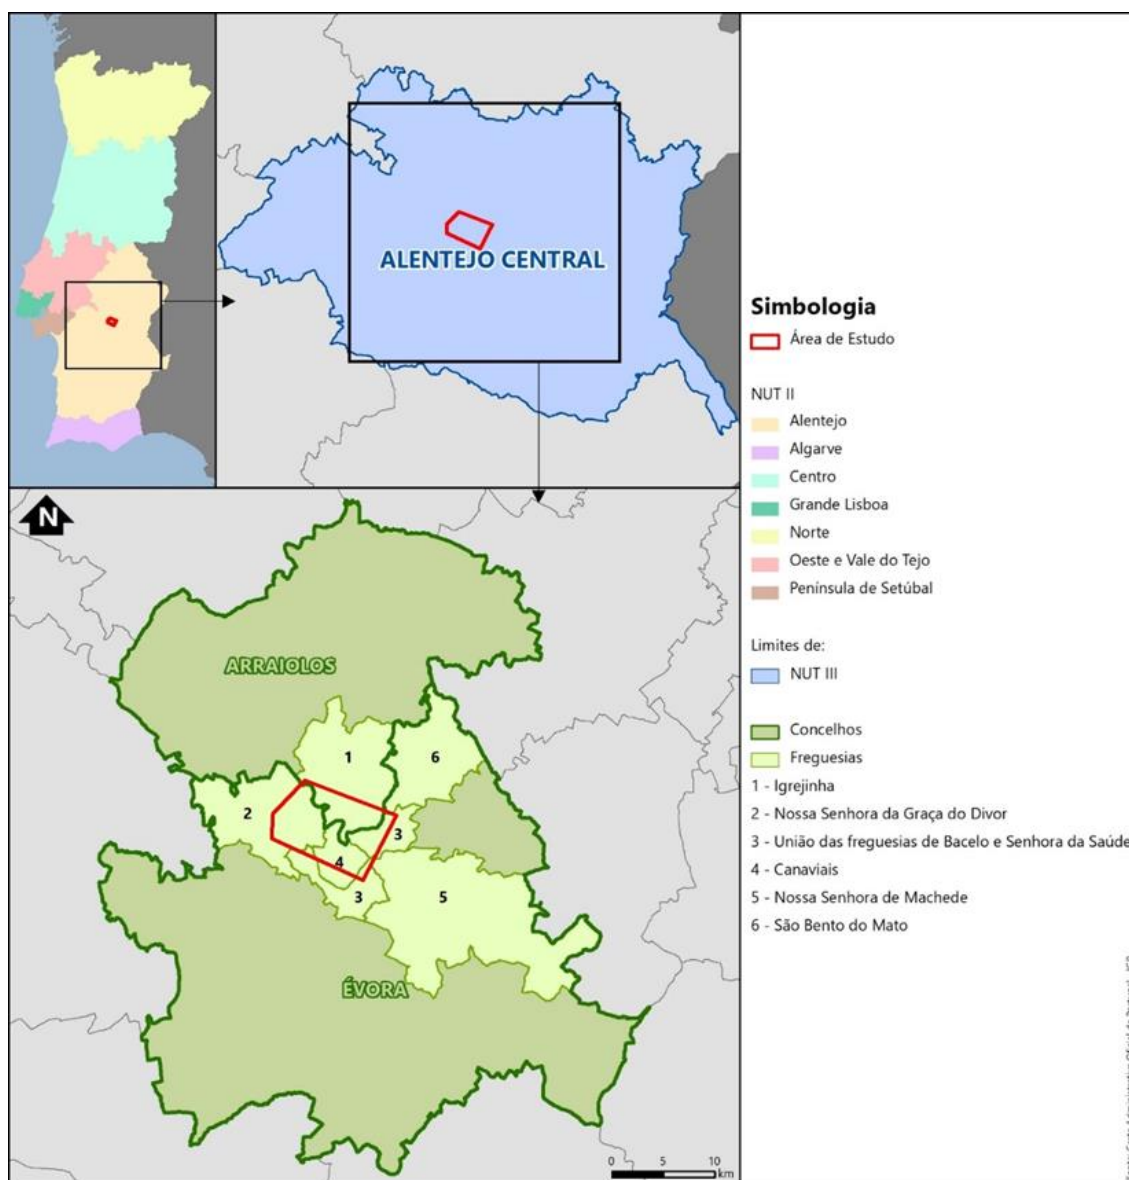 ALENTEJO CENTRAL
N
ARRAIOLOS
1
6
2
3
4
3
5
ÉVORA
0 5 10
km
Simbologia
Área de Estudo
NUT II
Alentejo
Algarve
Centro
Grande Lisboa
Norte
Oeste e Vale do Tejo
Península de Setúbal
Limites de:
NUT III
Concelhos
Freguesias
1 - Igrejinha
2 - Nossa Senhora da Graça do Divor
3 - União das freguesias de Bacelo e Senhora da Saúde
4 - Canaviais
5 - Nossa Senhora de Machede
6 - São Bento do Mato